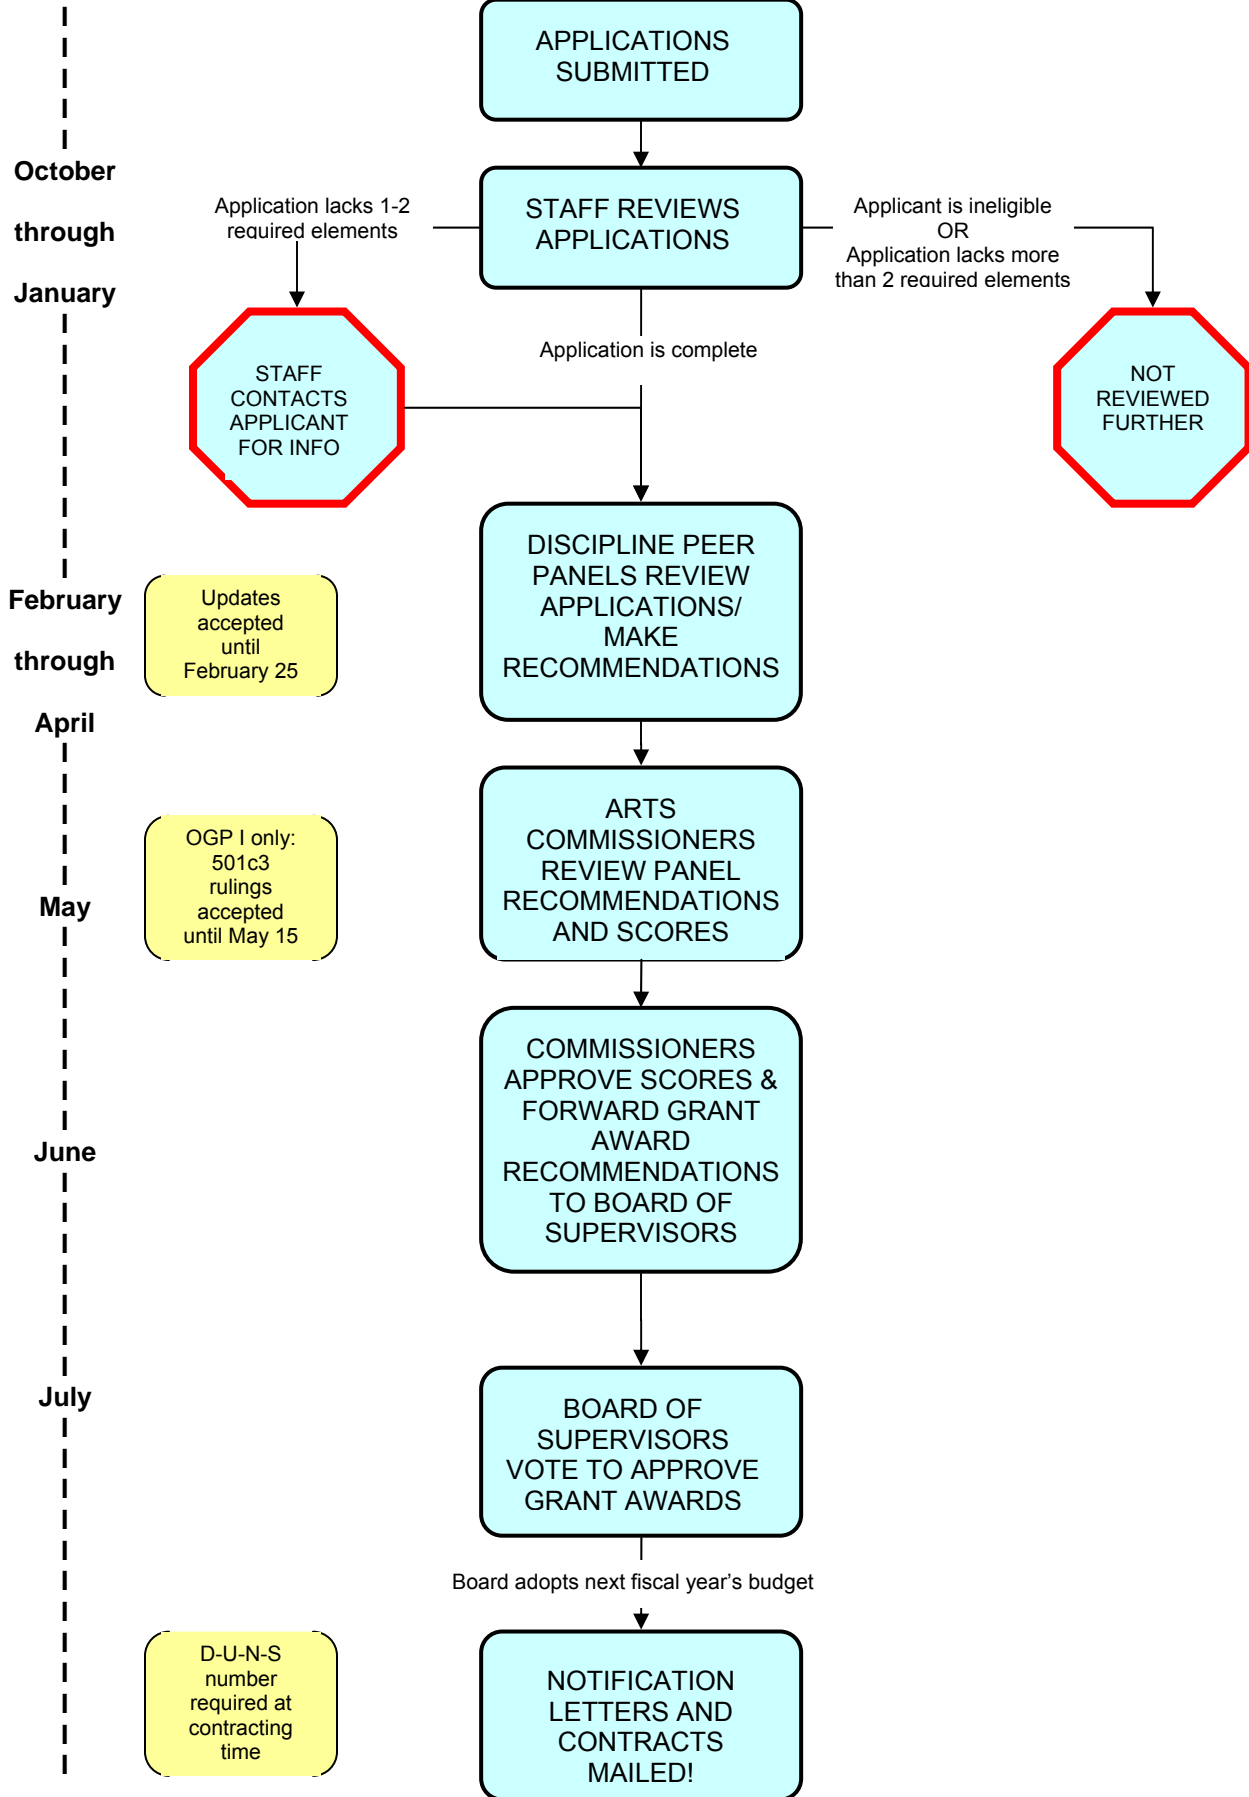 APPLICATIONS
SUBMITTED
October
through
January
Application lacks 1-2
required elements
STAFF REVIEWS
APPLICATIONS
Applicant is ineligible
OR
Application lacks more
than 2 required elements
Application is complete
STAFF
CONTACTS
APPLICANT
FOR INFO
NOT
REVIEWED
FURTHER
DISCIPLINE PEER
PANELS REVIEW
APPLICATIONS/
MAKE
RECOMMENDATIONS
February
through
April
Updates
accepted
until
February 25
ARTS
COMMISSIONERS
REVIEW PANEL
RECOMMENDATIONS
AND SCORES
May
OGP I only:
501c3
rulings
accepted
until May 15
COMMISSIONERS
APPROVE SCORES &
FORWARD GRANT
AWARD
RECOMMENDATIONS
TO BOARD OF
SUPERVISORS
June
July
BOARD OF
SUPERVISORS
VOTE TO APPROVE
GRANT AWARDS
Board adopts next fiscal year's budget
D-U-N-S
number
required at
contracting
time
NOTIFICATION
LETTERS AND
CONTRACTS
MAILED!